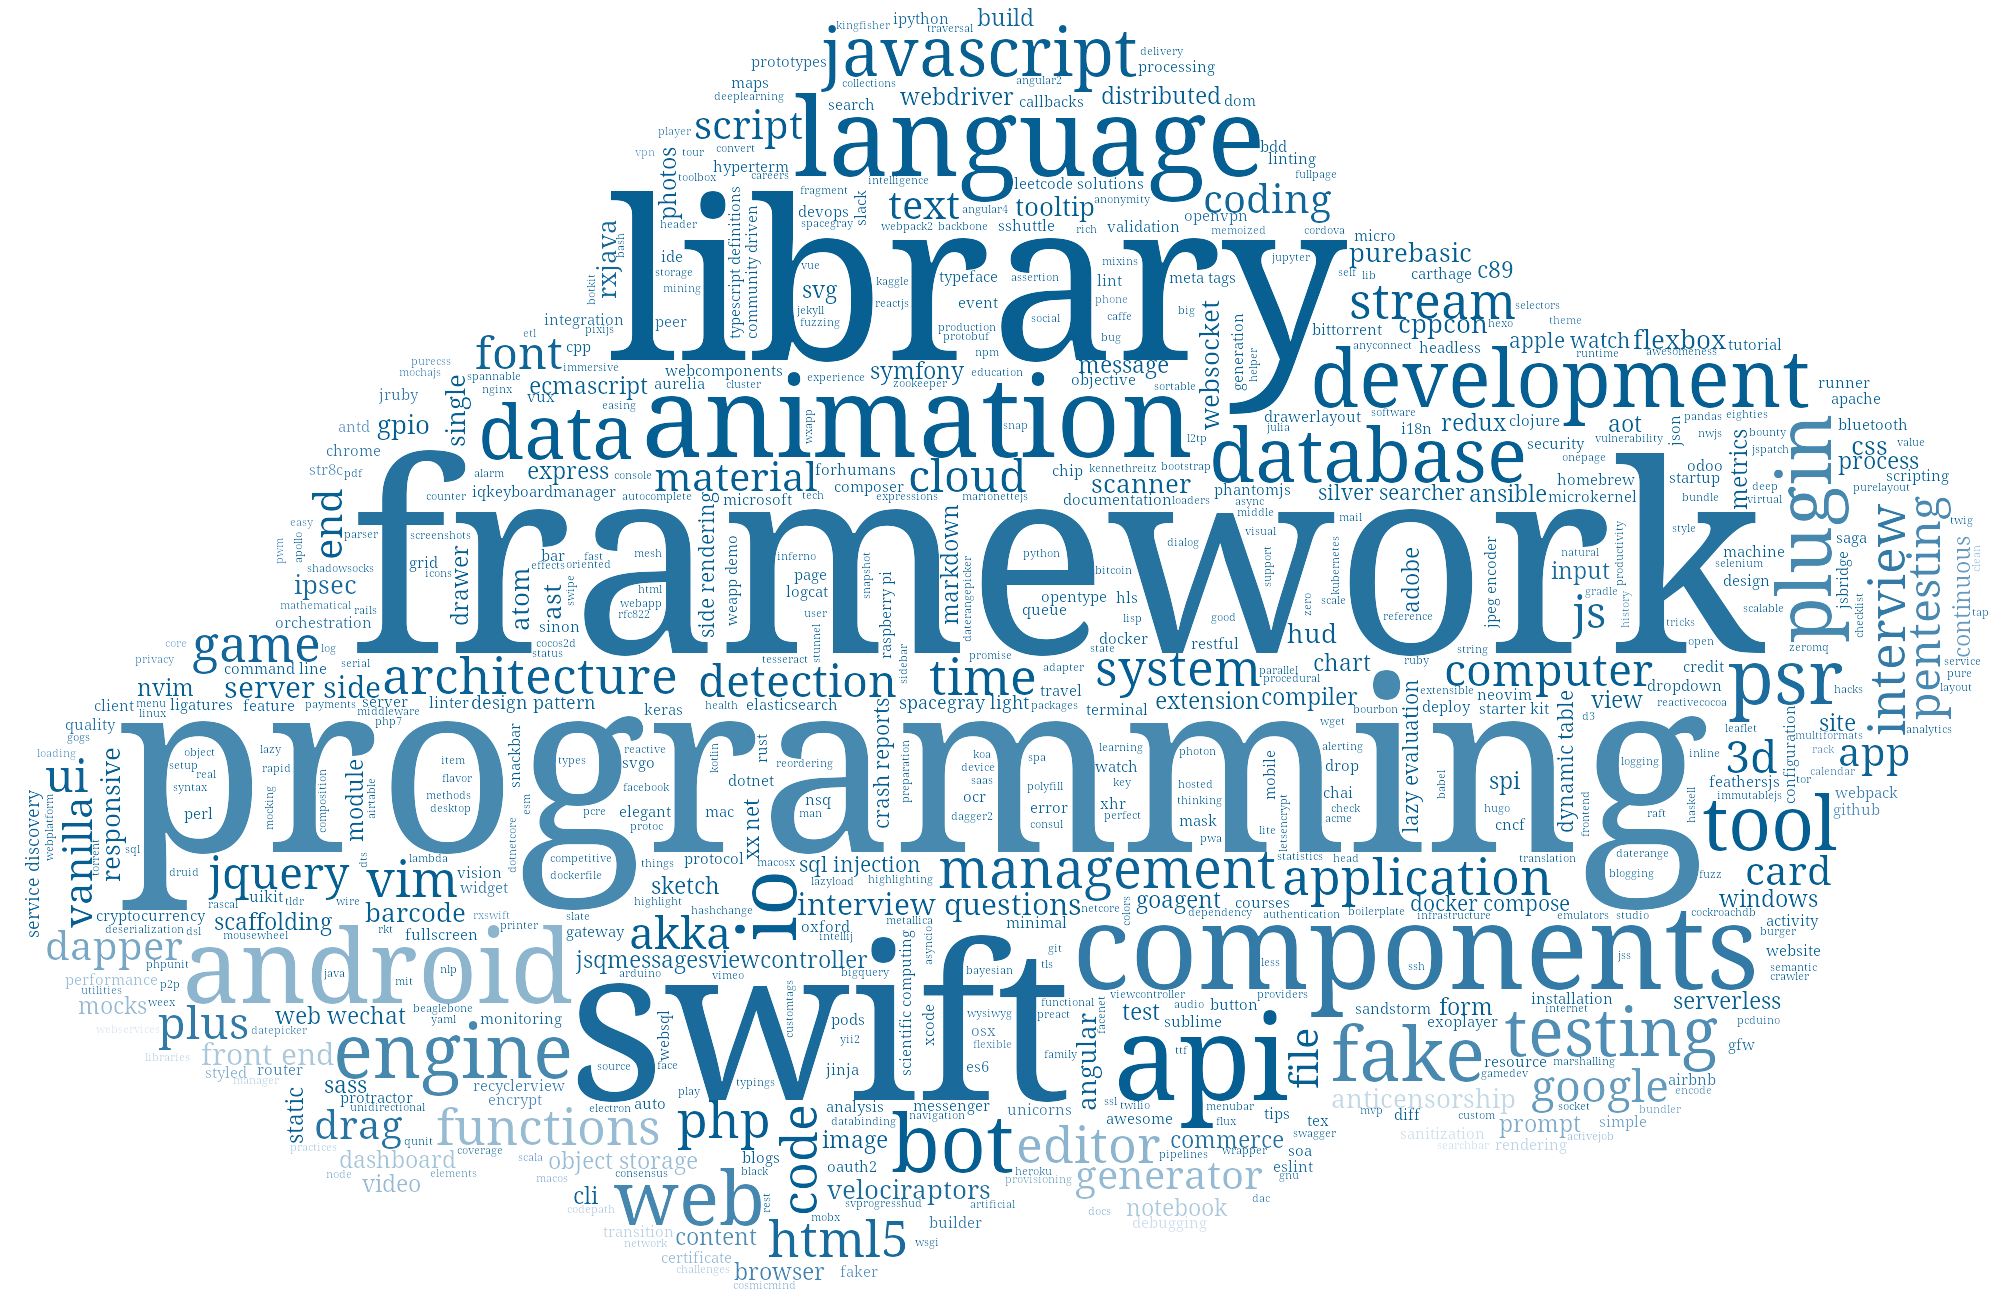 kingfisher
ipython
build
traversal
javascript
delivery
prototypes
processing
maps
collections
angular2
deeplearning
search
webdriver
callbacks
distributed
dom
script
language
player
convert
bdd
vpn
tour
linting
photos
hyperterm
toolbox
careers
intelligence
fullpage
fragment
leetcode solutions
coding
typescript definitions
community driven
devops
slack
text
angular4
tooltip
anonymity
openvpn
header
spacegray
webpack2
backbone
sshuttle
rich
validation
memoized
cordova
micro
library
rxjava
bash
ide
storage
mining
botkit
vue
svg
jekyll
fuzzing
kaggle
reactjs
typeface
event
assertion
mixins
lint
phone
caffe
meta tags
big
jupyter
self
lib
purebasic
carthage
c89
stream
selectors
integration
pixijs
peer
production
protobuf
social
bug
bittorrent
cppcon
hexo
theme
etl
font
cpp
npm
websocket
generation
helper
anyconnect
headless
apple watch
flexbox
tutorial
runtime
awesomeness
purecss
mochajs
spannable
immersive
webcomponents
experience
symfony
zookeeper
education
message
objective
sortable
development
runner
apache
nginx
vux
ecmascript
aurelia
cluster
jruby
single
easing
data
animation
wxapp
snap
l2tp
drawerlayout
julia
software
i18n
redux
clojure
aot
json
pandas
eighties
bluetooth
antd
gpio
database
security
vulnerability
nwjs
bounty
css
value
chrome
onepage
jspatch
metrics
plugin
process
str8c
pdf
alarm
express
console
material
forhumans
cloud
chip
kennethreitz
bootstrap
scanner
odoo
startup
deep
scripting
counter
iqkeyboardmanager
autocomplete
microsoft
tech
composer
expressions
marionettejs
documentation
loaders
phantomjs
async
silver searcher
ansible
homebrew
microkernel
bundle
virtual
purelayout
end
side rendering
markdown
middle
mail
style
interview
pentesting
twig
easy
apollo
pwm
parser
screenshots
framework
visual
productivity
saga
continuous
clean
shadowsocks
grid
icons
drawer
bar
effects
fast
oriented
mesh
weapp demo
inferno
page
logcat
snapshot
raspberry pi
daterangepicker
python
bitcoin
dialog
support
kubernetes
adobe
jpeg encoder
natural
input
gradle
history
machine
selenium
design
jsbridge
ipsec
atom
fast
swipe
html
webapp
rfc822
user
opentype
hls
queue
lisp
good
zero
scale
reference
js
scalable
checklist
tap
mathematical
rails
orchestration
sinon
cocos2d
status
stunnel
docker
state
restful
hud
tricks
zeromq
core
game
log
tesseract
sidebar
promise
string
open
privacy
command line
serial
architecture
detection
time
adapter
system
parallel
procedural
chart
ruby
computer
credit
psr
service
pure
layout
nvim
server side
travel
extension
compiler
lazy evaluation
extensible
neovim
dynamic table
view
dropdown
hacks
client
menu
linux
ligatures
feature
payments
server
middleware
linter
design pattern
keras
health
elasticsearch
spacegray light
packages
terminal
bourbon
deploy
starter kit
reactivecocoa
quality
gogs
php7
crash reports
wget
d3
leaflet
site
analytics
programming
multiformats
loading
responsive
object
setup
real
syntax
lazy
rapid
item
flavor
methods
desktop
snackbar
types
reactive
svgo
kotlin
rust
reordering
preparation
koa
device
saas
spa
learning
watch
key
photon
hosted
alerting
drop
inline
logging
3d
configuration
rack
app
ui
module
airtable
facebook
dotnet
polyfill
mobile
letsencrypt
spi
feathersjs
tor
calendar
immutablejs
webpack
github
service discovery
webplatform
torrent
vanilla
sql
perl
mocking
composition
esm
pcre
elegant
protoc
mac
xx net
nsq
man
ocr
dagger2
error
consul
xhr
perfect
thinking
mask
pwa
lite
chai
check
acme
babel
hugo
cncf
frontend
raft
haskell
tool
druid
dts
lambda
dotnetcore
competitive
dockerfile
things
protocol
macosx
sql injection
statistics
head
translation
daterange
blogging
fuzz
jquery
vim
vision
widget
sketch
io
lazyload
highlighting
management
application
card
rascal
uikit
tldr
wire
highlight
hashchange
interview questions
netcore
colors
goagent
courses
docker compose
windows
cryptocurrency
deserialization
dsl
scaffolding
barcode
rxswift
printer
slate
oxford
intellij
metallica
minimal
dependency
authentication
boilerplate
infrastructure
emulators
studio
cockroachdb
activity
burger
dapper
mousewheel
rkt
fullscreen
gateway
akka
scientific computing
asyncio
git
components
website
phpunit
android
java
nlp
mit
jsqmessagesviewcontroller
arduino
vimeo
bigquery
bayesian
tls
less
ssh
jss
semantic
crawler
performance
utilities
p2p
weex
swift
customtags
viewcontroller
functional
preact
facenet
audio
button
providers
sandstorm
form
installation
internet
serverless
mocks
plus
web wechat
datepicker
beaglebone
yaml
monitoring
websql
pods
yii2
xcode
wysiwyg
osx
flexible
test
sublime
exoplayer
testing
pcduino
webservices
libraries
front end
engine
source
face
jinja
es6
family
angular
api
ttf
file
fake
resource
marshalling
gamedev
gfw
styled
router
manager
sass
recyclerview
typings
play
google
airbnb
encode
static
protractor
unidirectional
encrypt
electron
auto
analysis
databinding
messenger
navigation
unicorns
ssl
twilio
menubar
flux
tips
anticensorship
mvp
diff
custom
socket
bundler
drag
qunit
functions
php
code
image
bot
awesome
tex
swagger
sanitization
prompt
activejob
simple
practices
coverage
editor
commerce
searchbar
rendering
dashboard
scala
object storage
blogs
oauth2
pipelines
wrapper
soa
node
elements
macos
consensus
black
heroku
provisioning
generator
eslint
gnu
video
cli
web
rest
velociraptors
svprogresshud
artificial
dac
codepath
mobx
docs
notebook
debugging
transition
network
content
html5
builder
wsgi
certificate
challenges
browser
faker
cosmicmind